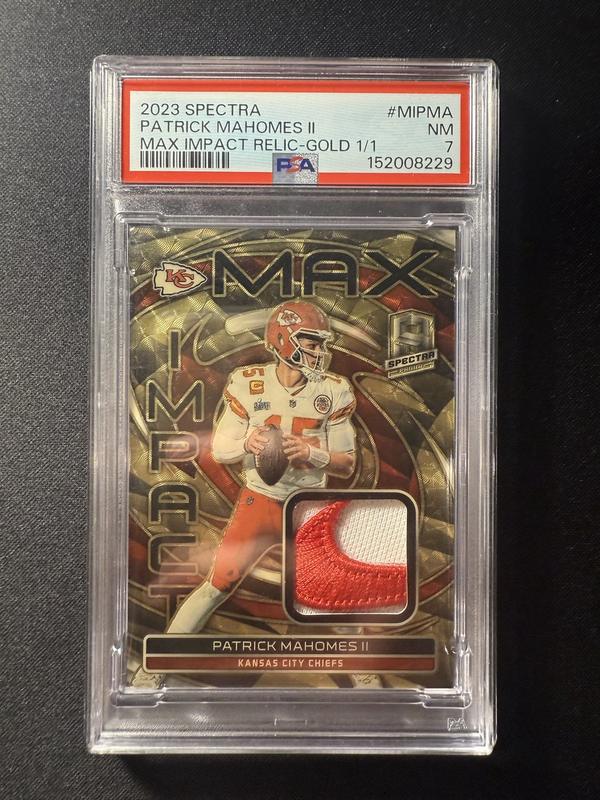 2023 SPECTRA #MIPMA
PATRICK MAHOMES II NM
MAX IMPACT RELIC-GOLD 1/1 7
PSA 152008229
KC MAX
IMPACT
SPECTRA
15
PATRICK MAHOMES II
KANSAS CITY CHIEFS